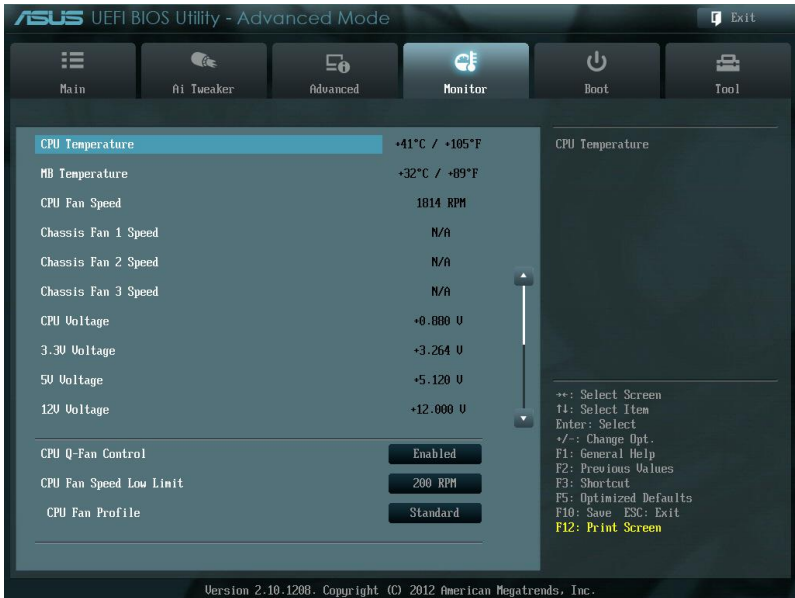 ASUS UEFI BIOS Utility - Advanced Mode
Exit
Main Ai Tweaker Advanced Monitor Boot Tool
CPU Temperature +41°C / +105°F
MB Temperature +32°C / +89°F
CPU Fan Speed 1814 RPM
Chassis Fan 1 Speed N/A
Chassis Fan 2 Speed N/A
Chassis Fan 3 Speed N/A
CPU Voltage +0.880 V
3.3V Voltage +3.264 V
5V Voltage +5.120 V
12V Voltage +12.000 V
CPU Q-Fan Control Enabled
CPU Fan Speed Low Limit 200 RPM
CPU Fan Profile Standard
CPU Temperature
→←: Select Screen
↑↓: Select Item
Enter: Select
+/-: Change Opt.
F1: General Help
F2: Previous Values
F3: Shortcut
F5: Optimized Defaults
F10: Save ESC: Exit
F12: Print Screen
Version 2.10.1208. Copyright (C) 2012 American Megatrends, Inc.